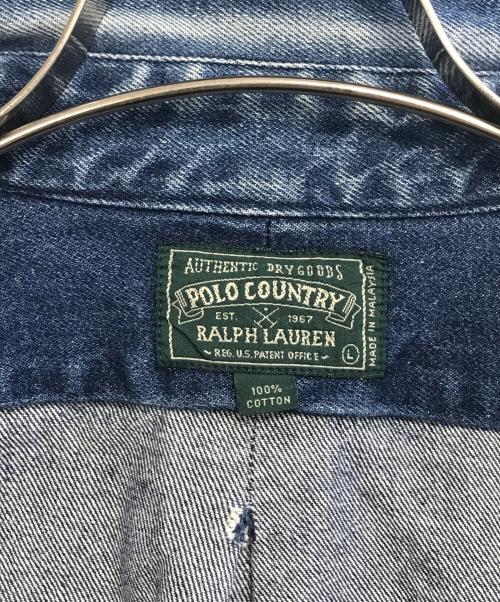 AUTHENTIC DRY GOODS
POLO COUNTRY
EST. 1967
RALPH LAUREN
~ REG. U.S. PATENT OFFICE ~
L
MADE IN MALAYSIA
100%
COTTON